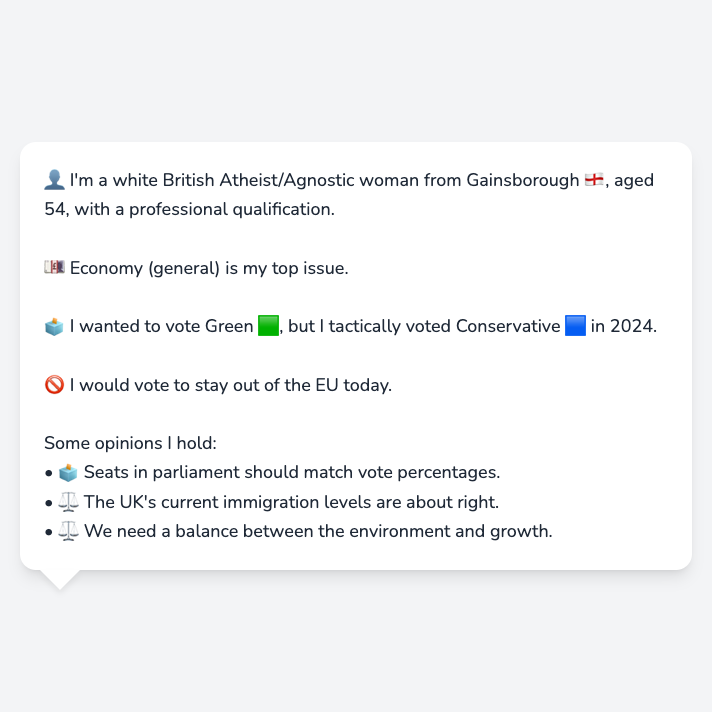 👤 I'm a white British Atheist/Agnostic woman from Gainsborough 🏴󠁧󠁢󠁥󠁮󠁧󠁿, aged
54, with a professional qualification.
💷 Economy (general) is my top issue.
🗳️ I wanted to vote Green 🟩, but I tactically voted Conservative 🟦 in 2024.
🚫 I would vote to stay out of the EU today.
Some opinions I hold:
• 🗳️ Seats in parliament should match vote percentages.
• ⚖️ The UK's current immigration levels are about right.
• ⚖️ We need a balance between the environment and growth.